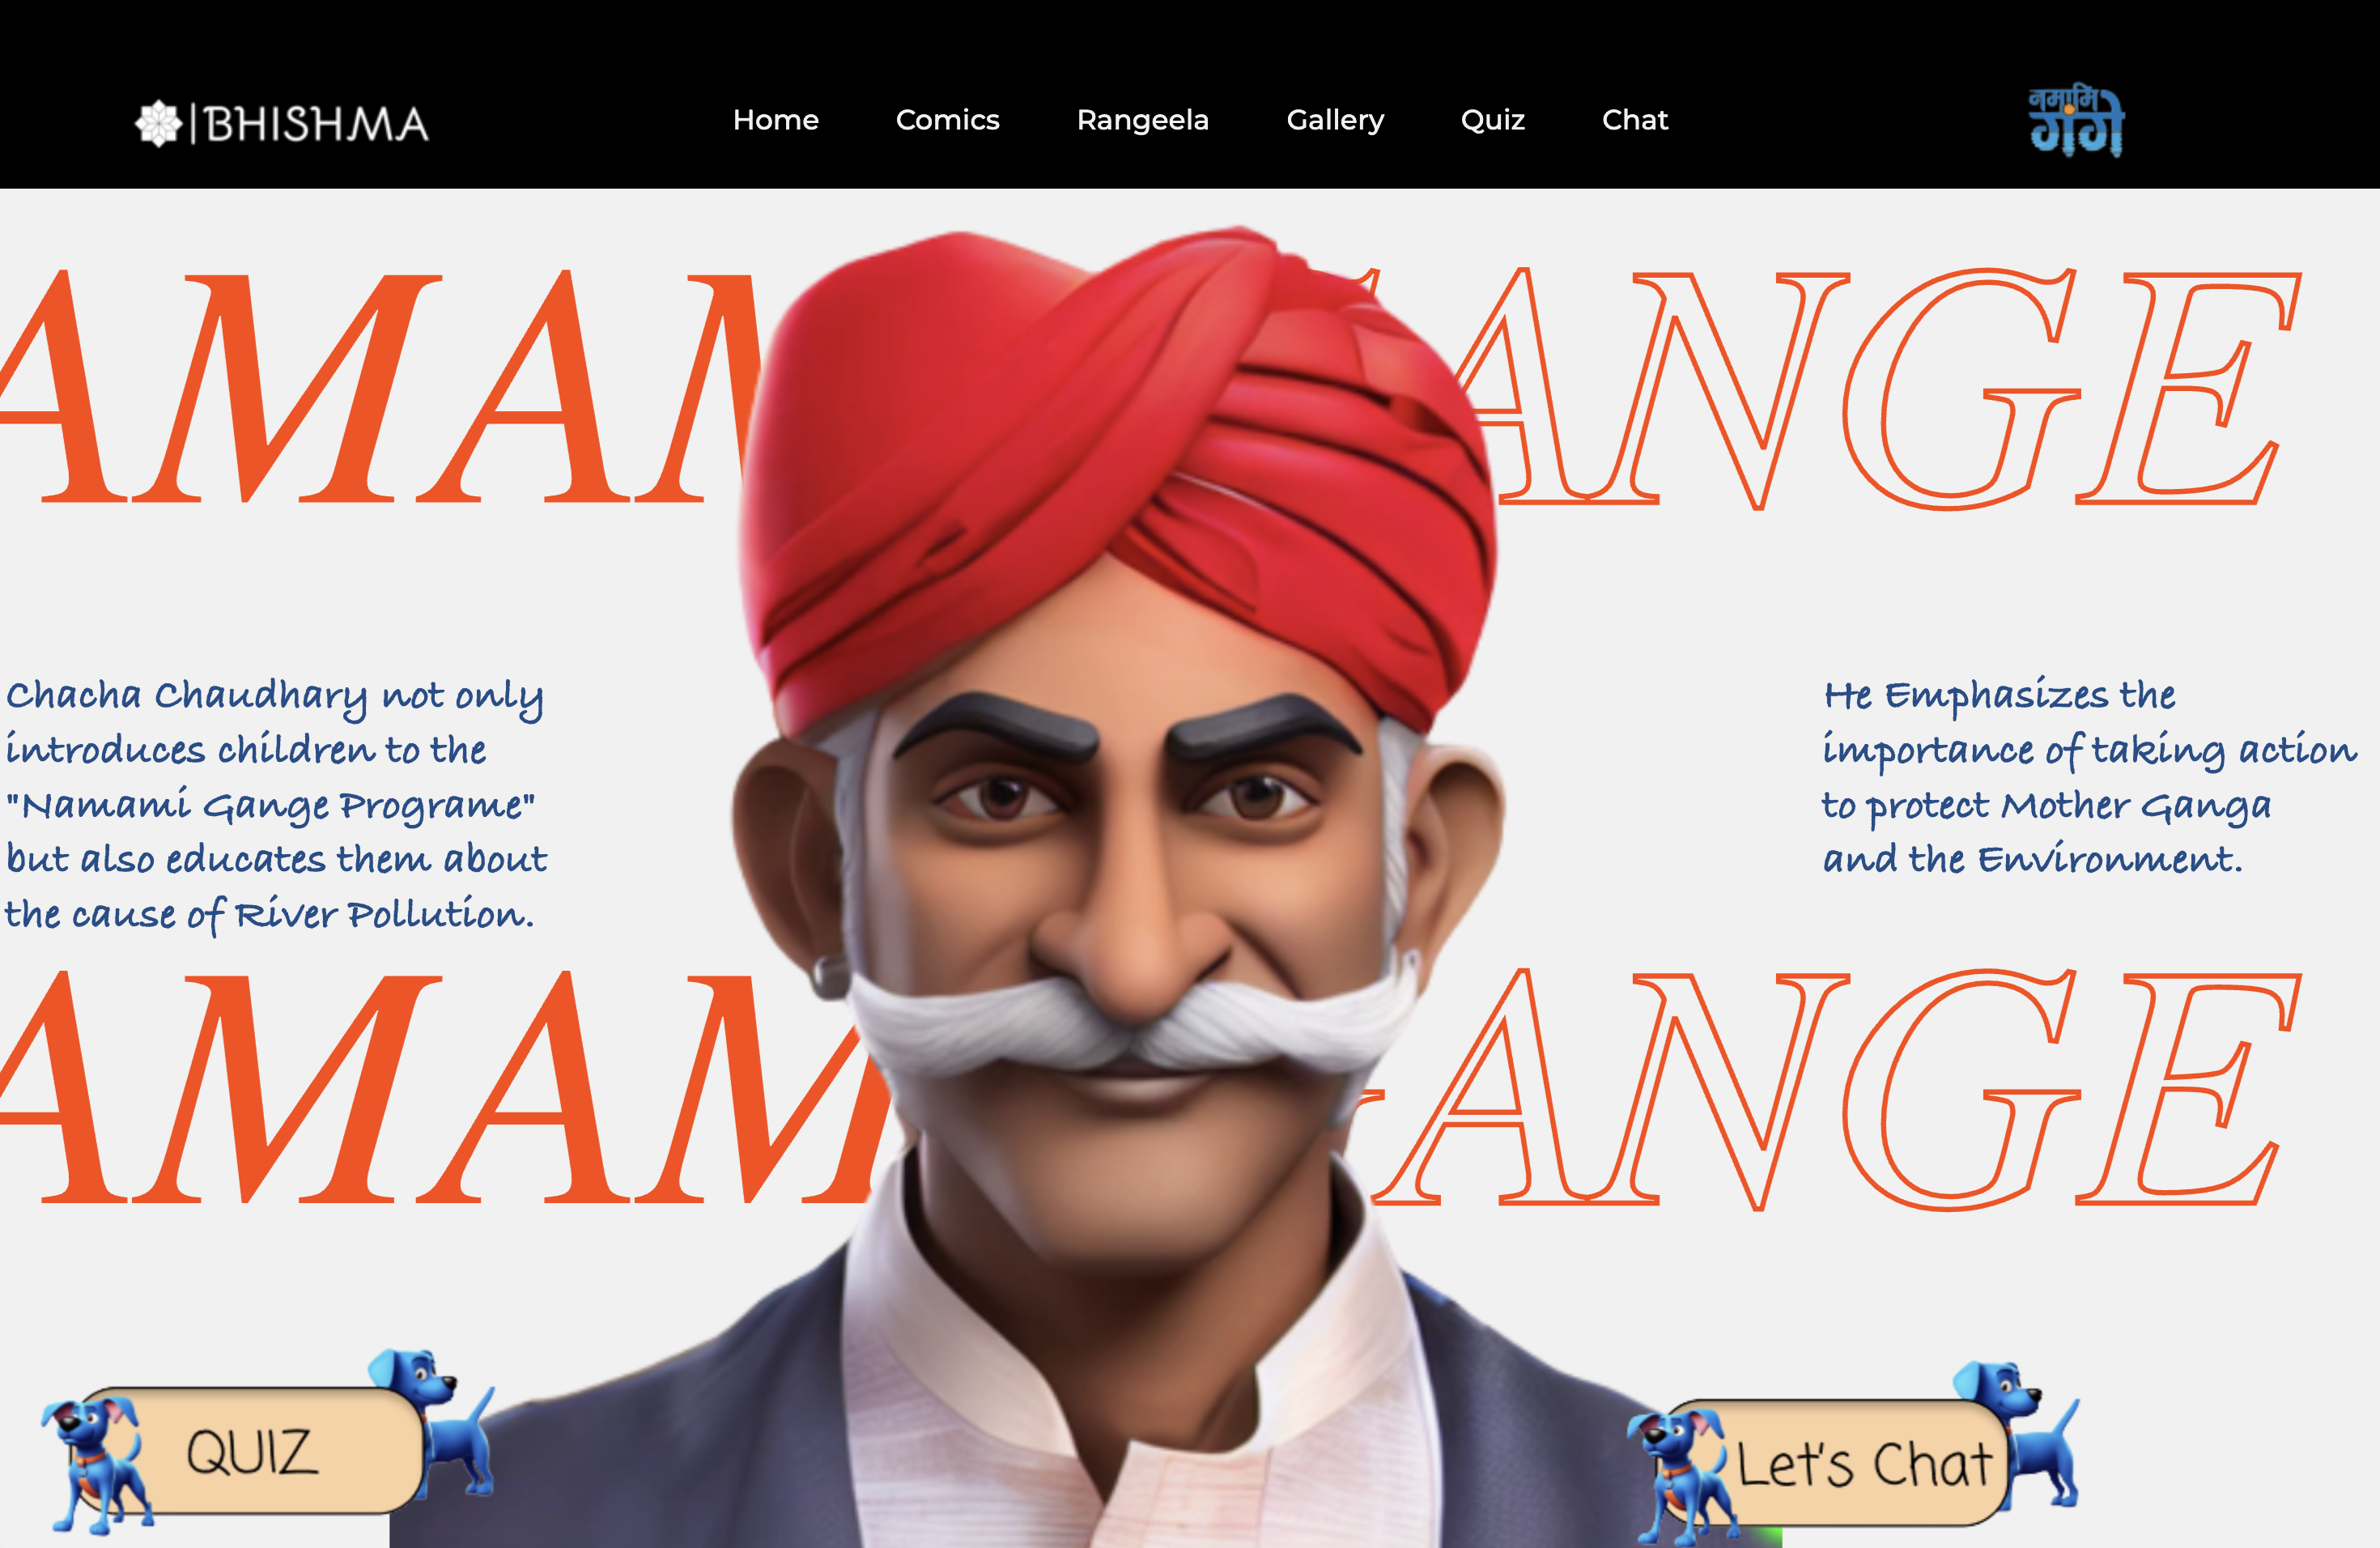 BHISHMA
Home Comics Rangeela Gallery Quiz Chat
नमामि
गंगे
AMAM ANGE
Chacha Chaudhary not only
introduces children to the
"Namami Gange Programe"
but also educates them about
the cause of River Pollution.
He Emphasizes the
importance of taking action
to protect Mother Ganga
and the Environment.
AMAM GANGE
QUIZ
Let's Chat